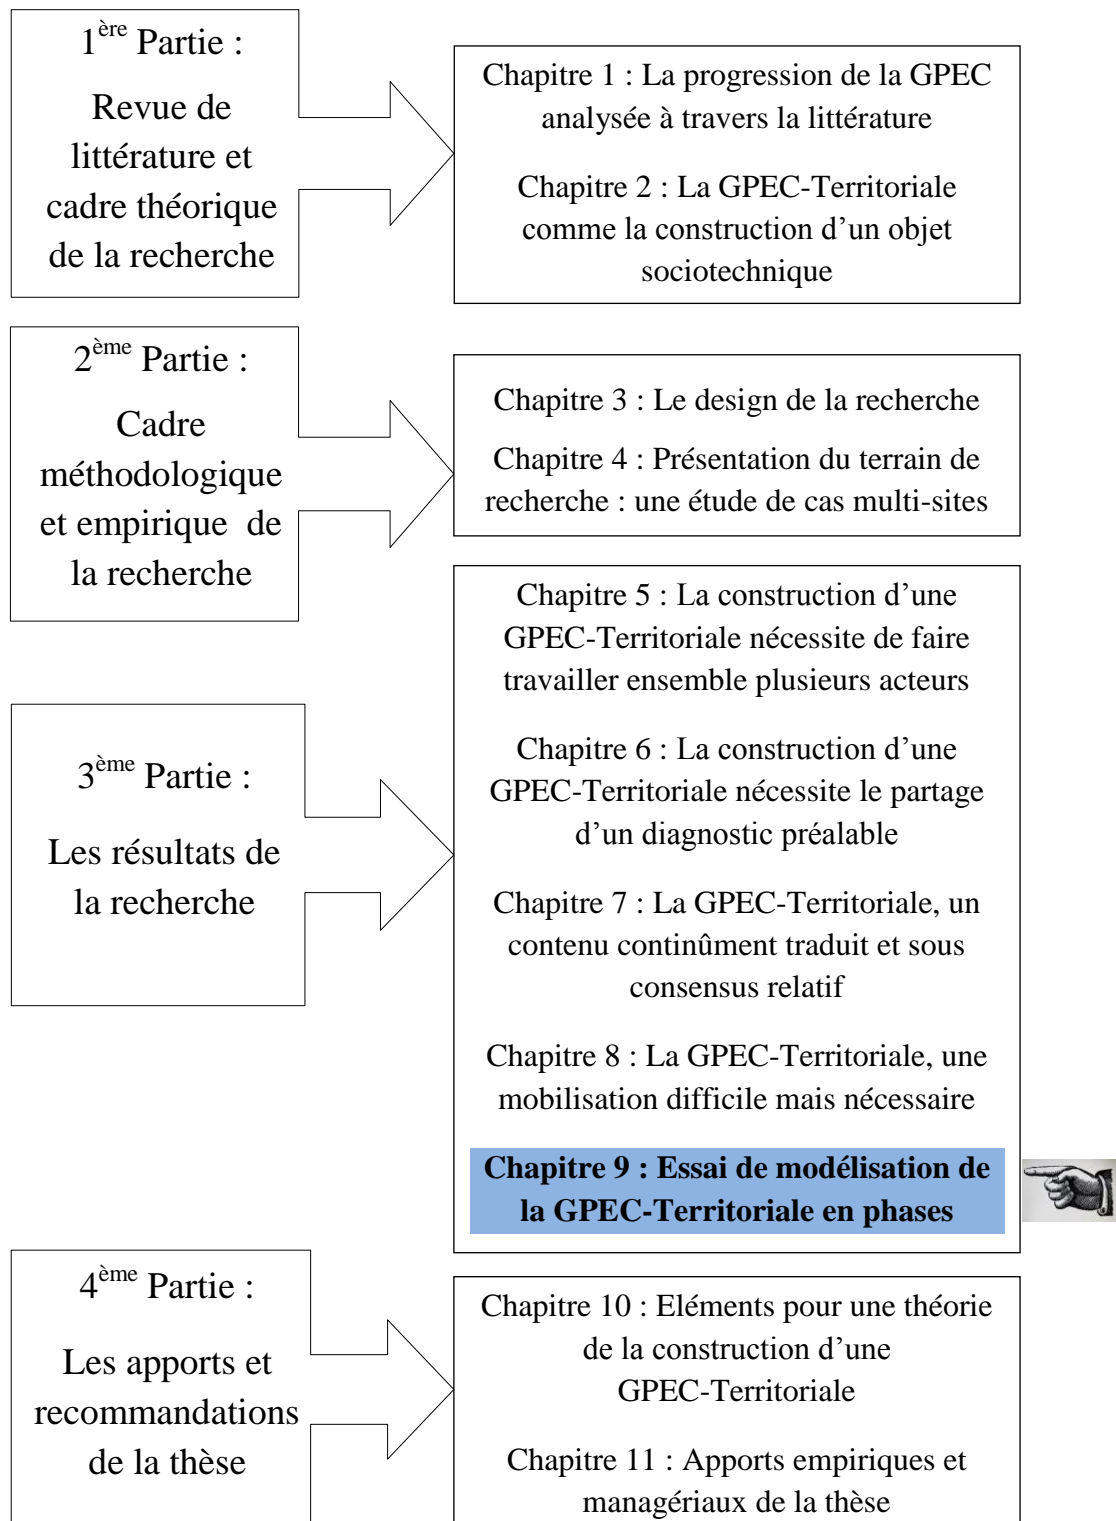 1ère Partie :
Revue de
littérature et
cadre théorique
de la recherche
Chapitre 1 : La progression de la GPEC
analysée à travers la littérature
Chapitre 2 : La GPEC-Territoriale
comme la construction d’un objet
sociotechnique
2ème Partie :
Cadre
méthodologique
et empirique de
la recherche
Chapitre 3 : Le design de la recherche
Chapitre 4 : Présentation du terrain de
recherche : une étude de cas multi-sites
3ème Partie :
Les résultats de
la recherche
Chapitre 5 : La construction d’une
GPEC-Territoriale nécessite de faire
travailler ensemble plusieurs acteurs
Chapitre 6 : La construction d’une
GPEC-Territoriale nécessite le partage
d’un diagnostic préalable
Chapitre 7 : La GPEC-Territoriale, un
contenu continûment traduit et sous
consensus relatif
Chapitre 8 : La GPEC-Territoriale, une
mobilisation difficile mais nécessaire
Chapitre 9 : Essai de modélisation de
la GPEC-Territoriale en phases
4ème Partie :
Les apports et
recommandations
de la thèse
Chapitre 10 : Eléments pour une théorie
de la construction d’une
GPEC-Territoriale
Chapitre 11 : Apports empiriques et
managériaux de la thèse